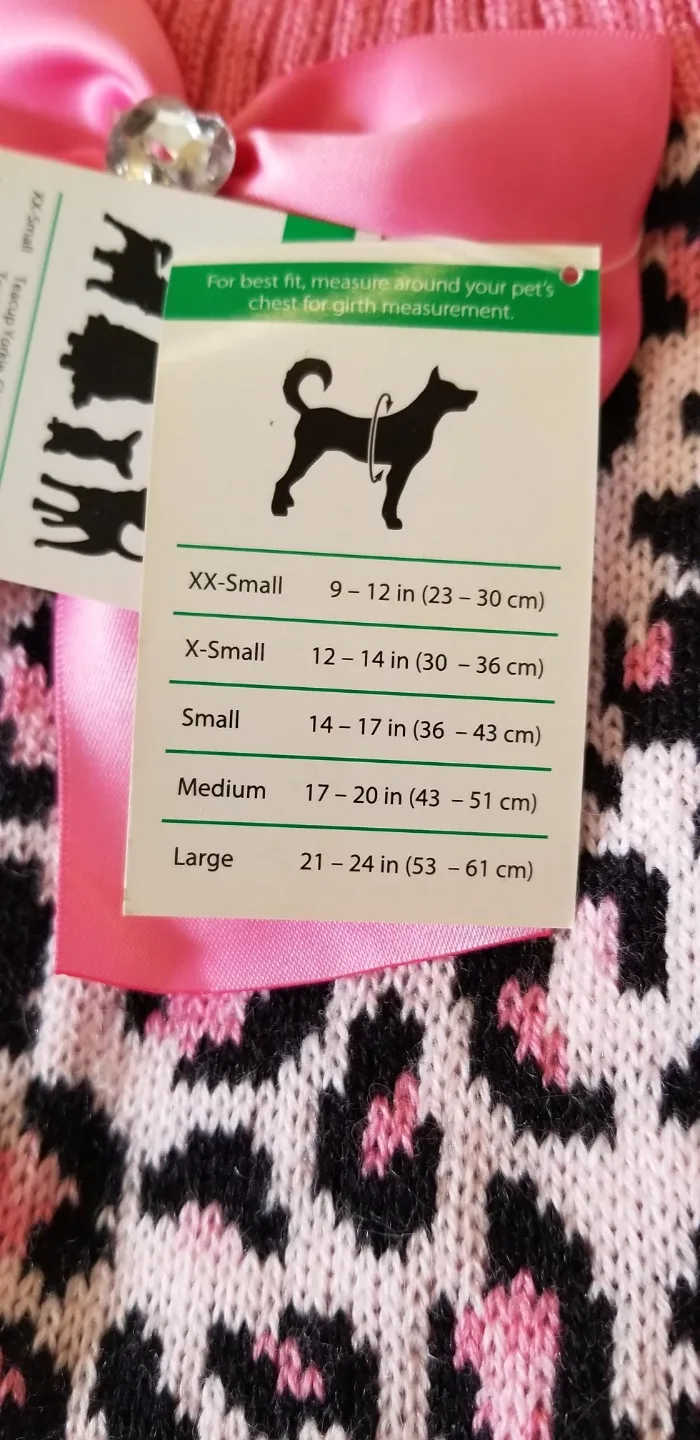 For best fit, measure around your pet's
chest for girth measurement.
XX-Small 9 – 12 in (23 – 30 cm)
X-Small 12 – 14 in (30 – 36 cm)
Small 14 – 17 in (36 – 43 cm)
Medium 17 – 20 in (43 – 51 cm)
Large 21 – 24 in (53 – 61 cm)
XX-Small Teacup Yorkie